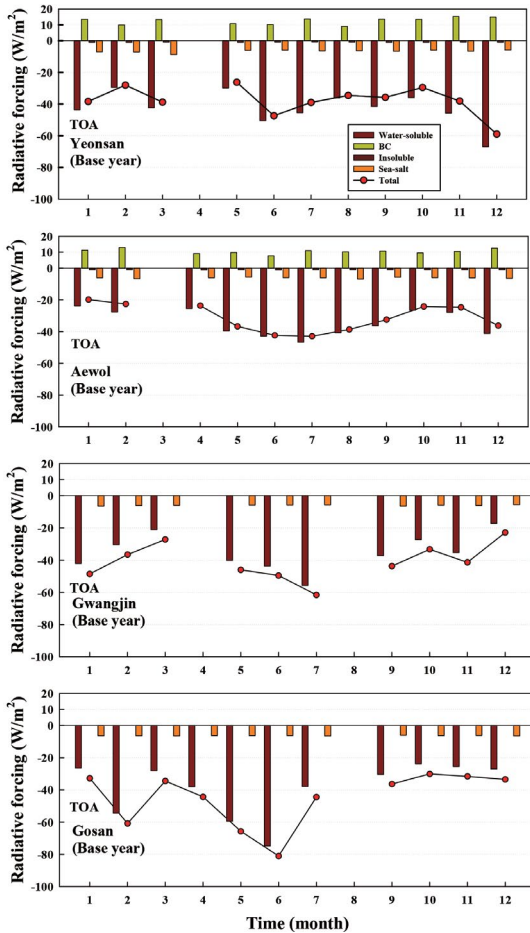 Radiative forcing (W/m²)
20
10
0
-20
-40
-60
-80
-100
TOA
Yeonsan
(Base year)
Water-soluble
BC
Insoluble
Sea-salt
Total
1 2 3 4 5 6 7 8 9 10 11 12
Radiative forcing (W/m²)
20
10
0
-20
-40
-60
-80
-100
TOA
Aewol
(Base year)
1 2 3 4 5 6 7 8 9 10 11 12
Radiative forcing (W/m²)
20
0
-20
-40
-60
-80
-100
TOA
Gwangjin
(Base year)
1 2 3 4 5 6 7 8 9 10 11 12
Radiative forcing (W/m²)
20
10
0
-20
-40
-60
-80
-100
TOA
Gosan
(Base year)
1 2 3 4 5 6 7 8 9 10 11 12
Time (month)